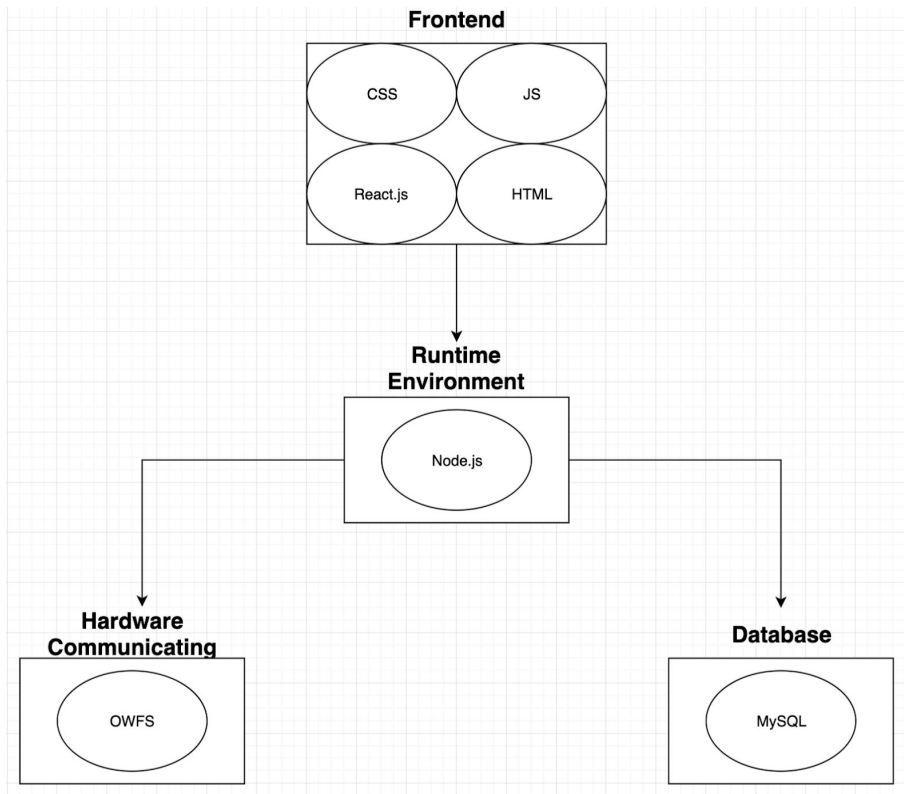 Frontend
CSS
JS
React.js
HTML
Runtime
Environment
Node.js
Hardware
Communicating
OWFS
Database
MySQL